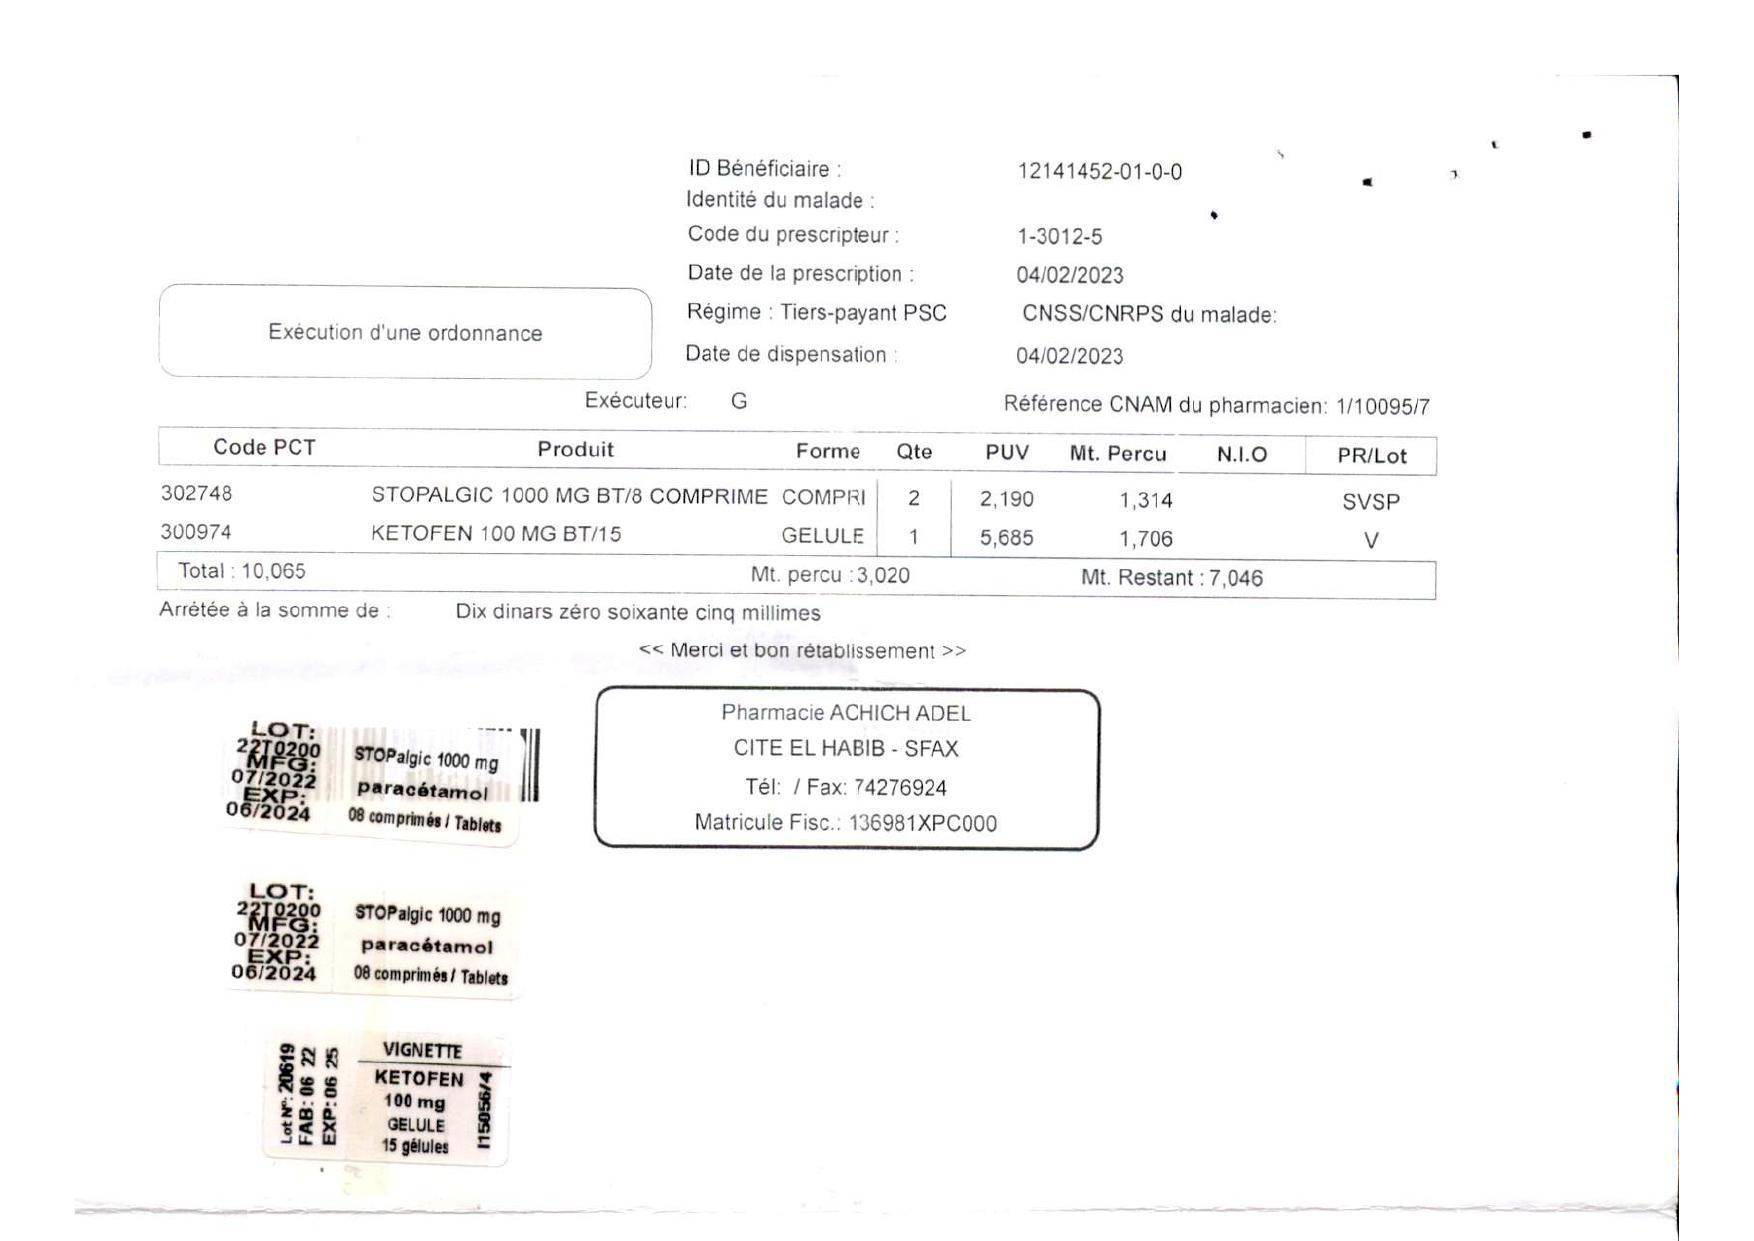 ID Bénéficiaire : 12141452-01-0-0
Identité du malade :
Code du prescripteur : 1-3012-5
Date de la prescription : 04/02/2023
Régime : Tiers-payant PSC CNSS/CNRPS du malade:
Exécution d'une ordonnance
Date de dispensation : 04/02/2023
Exécuteur: G Référence CNAM du pharmacien: 1/10095/7
Code PCT Produit Forme Qte PUV Mt. Percu N.I.O PR/Lot
302748 STOPALGIC 1000 MG BT/8 COMPRIME COMPRI 2 2,190 1,314 SVSP
300974 KETOFEN 100 MG BT/15 GELULE 1 5,685 1,706 V
Total : 10,065 Mt. percu :3,020 Mt. Restant : 7,046
Arrétée à la somme de : Dix dinars zéro soixante cinq millimes
<< Merci et bon rétablissement >>
Pharmacie ACHICH ADEL
CITE EL HABIB - SFAX
Tél: / Fax: 74276924
Matricule Fisc.: 136981XPC000
LOT:
22T0200
MFG:
07/2022
EXP:
06/2024
STOPalgic 1000 mg
paracétamol
08 comprimés / Tablets
LOT:
22T0200
MFG:
07/2022
EXP:
06/2024
STOPalgic 1000 mg
paracétamol
08 comprimés / Tablets
Lot N°: 20619
FAB: 06 22
EXP: 06 25
VIGNETTE
KETOFEN
100 mg
GELULE
15 gélules
I15056/4